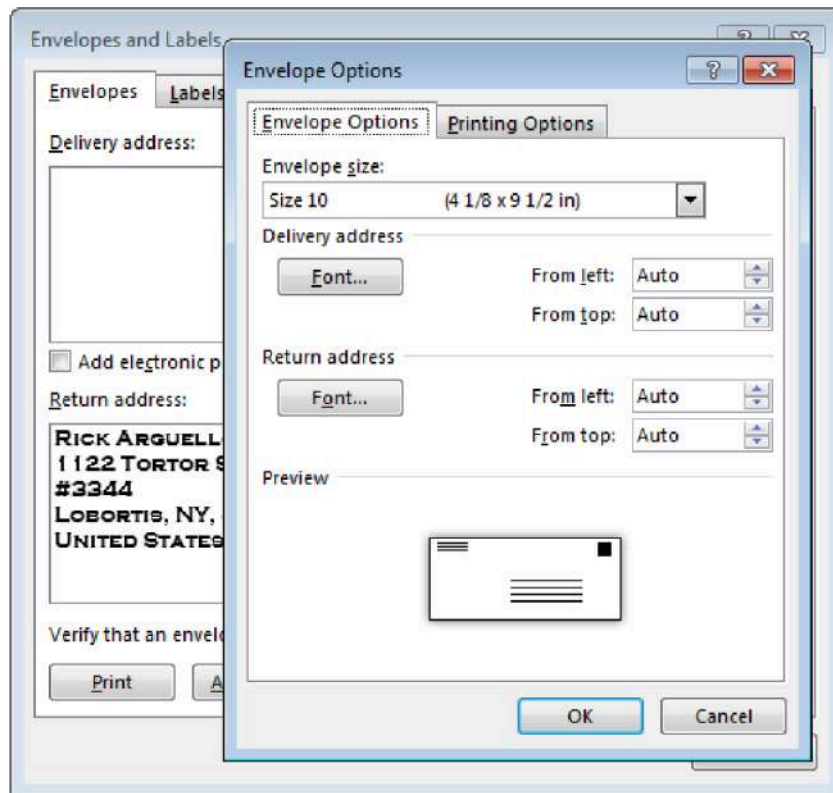 Envelopes and Labels
Envelopes Labels
Delivery address:
Add electronic p
Return address:
RICK ARGUELL
1122 TORTOR S
#3344
LOBORTIS, NY,
UNITED STATES
Verify that an envel
Print A
Envelope Options
Envelope Options Printing Options
Envelope size:
Size 10 (4 1/8 x 9 1/2 in)
Delivery address
Font... From left: Auto
From top: Auto
Return address
Font... From left: Auto
From top: Auto
Preview
OK Cancel